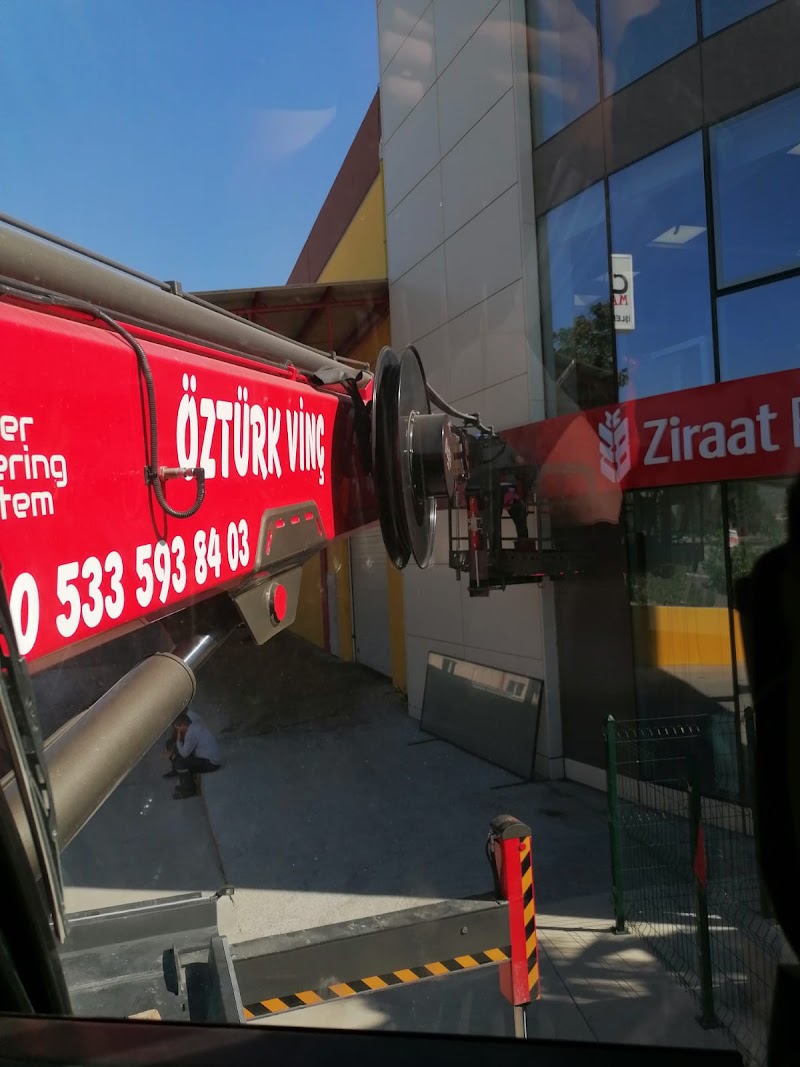 er
ering
tem
ÖZTÜRK VİNÇ
0 533 593 84 03
Ziraat